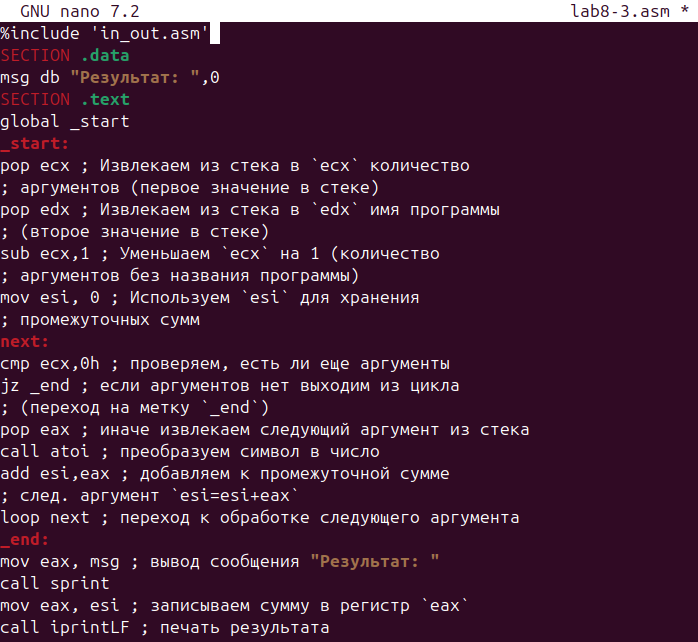 GNU nano 7.2 lab8-3.asm *
%include 'in_out.asm'
SECTION .data
msg db "Результат: ",0
SECTION .text
global _start
_start:
pop ecx ; Извлекаем из стека в `ecx` количество
; аргументов (первое значение в стеке)
pop edx ; Извлекаем из стека в `edx` имя программы
; (второе значение в стеке)
sub ecx,1 ; Уменьшаем `ecx` на 1 (количество
; аргументов без названия программы)
mov esi, 0 ; Используем `esi` для хранения
; промежуточных сумм
next:
cmp ecx,0h ; проверяем, есть ли еще аргументы
jz _end ; если аргументов нет выходим из цикла
; (переход на метку `_end`)
pop eax ; иначе извлекаем следующий аргумент из стека
call atoi ; преобразуем символ в число
add esi,eax ; добавляем к промежуточной сумме
; след. аргумент `esi=esi+eax`
loop next ; переход к обработке следующего аргумента
_end:
mov eax, msg ; вывод сообщения "Результат: "
call sprint
mov eax, esi ; записываем сумму в регистр `eax`
call iprintLF ; печать результата